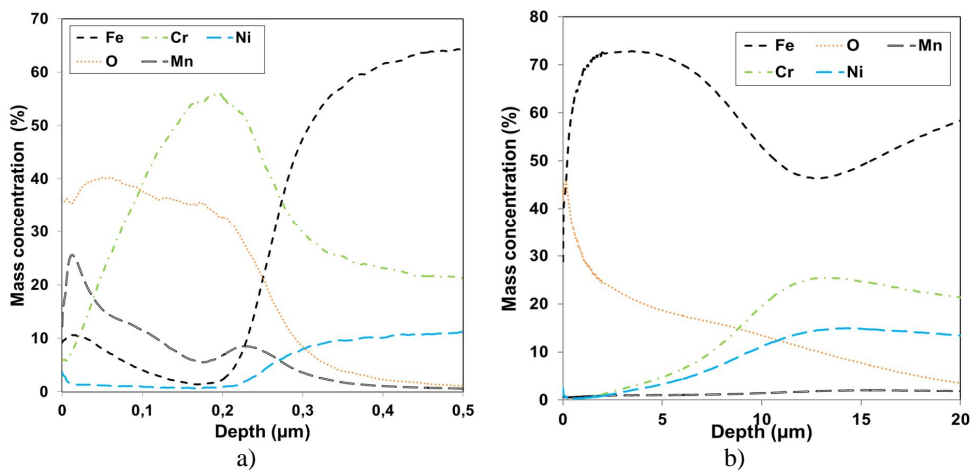 70
60
50
40
30
20
10
0
Mass concentration (%)
Fe Cr Ni
O Mn
0 0,1 0,2 0,3 0,4 0,5
Depth (µm)
a)
80
70
60
50
40
30
20
10
0
Mass concentration (%)
Fe O Mn
Cr Ni
0 5 10 15 20
Depth (µm)
b)